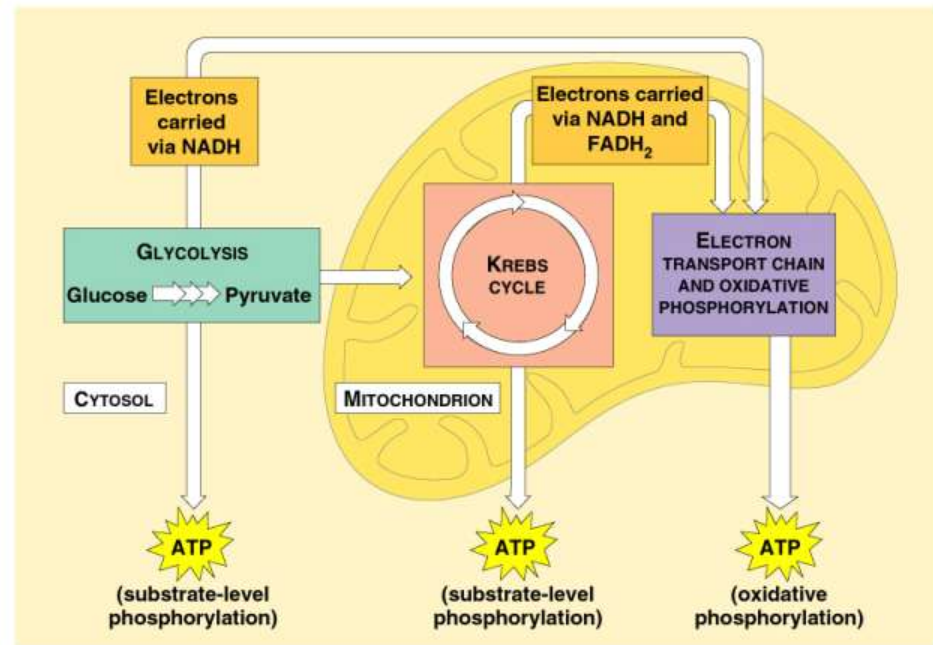 Electrons
carried
via NADH
Electrons carried
via NADH and
FADH₂
GLYCOLYSIS
Glucose Pyruvate
KREBS
CYCLE
ELECTRON
TRANSPORT CHAIN
AND OXIDATIVE
PHOSPHORYLATION
CYTOSOL
MITOCHONDRION
ATP
(substrate-level
phosphorylation)
ATP
(substrate-level
phosphorylation)
ATP
(oxidative
phosphorylation)